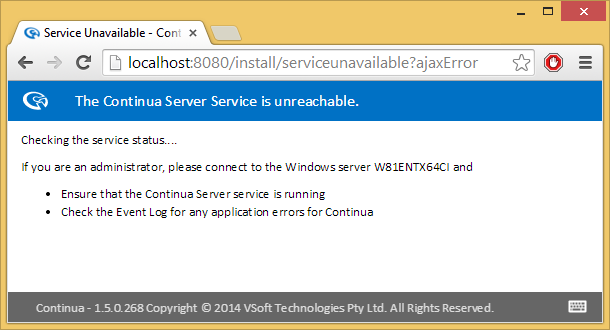 Service Unavailable - Cont
localhost:8080/install/serviceunavailable?ajaxError
The Continua Server Service is unreachable.
Checking the service status....
If you are an administrator, please connect to the Windows server W81ENTX64CI and
Ensure that the Continua Server service is running
Check the Event Log for any application errors for Continua
Continua - 1.5.0.268 Copyright © 2014 VSoft Technologies Pty Ltd. All Rights Reserved.